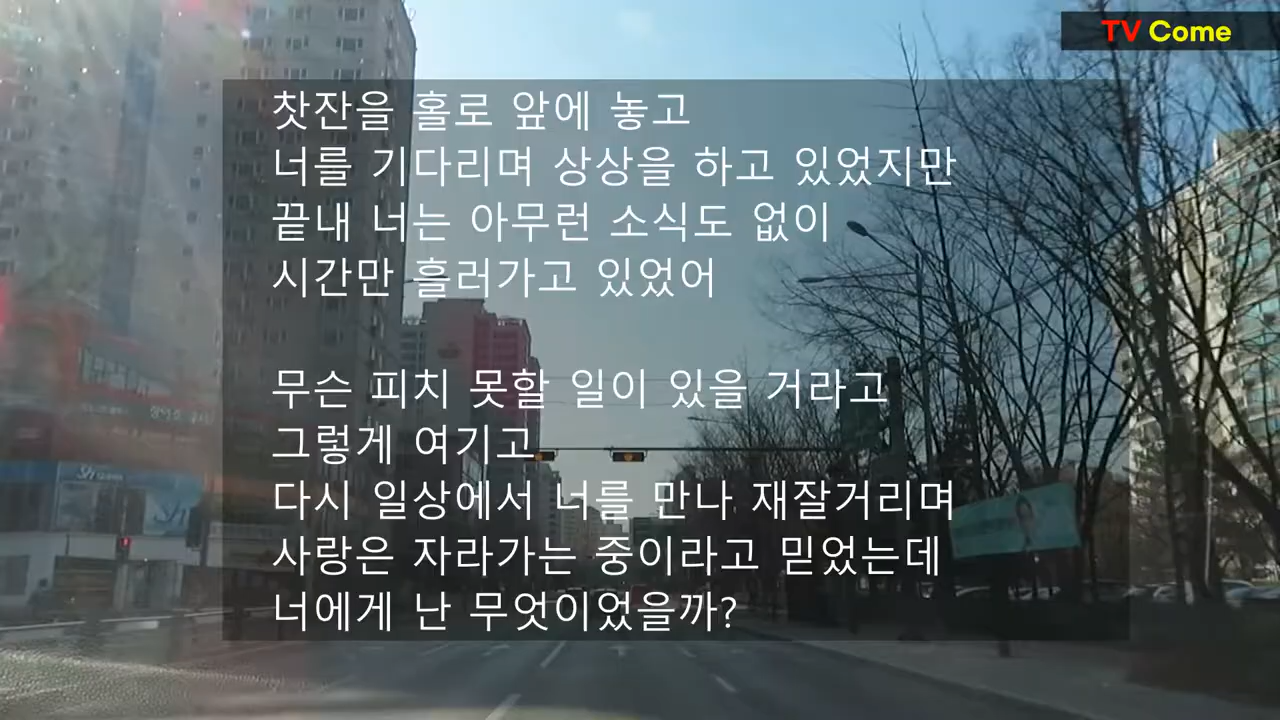 TV Come
찻잔을 홀로 앞에 놓고
너를 기다리며 상상을 하고 있었지만
끝내 너는 아무런 소식도 없이
시간만 흘러가고 있었어
무슨 피치 못할 일이 있을 거라고
그렇게 여기고
다시 일상에서 너를 만나 재잘거리며
사랑은 자라가는 중이라고 믿었는데
너에게 난 무엇이었을까?